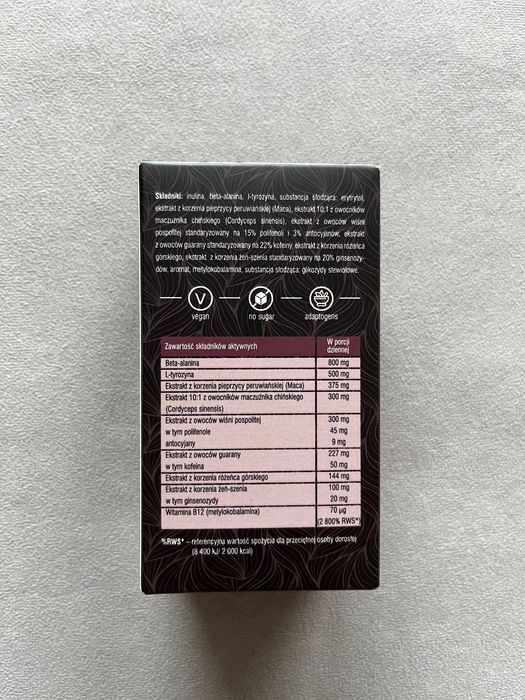 Składniki: inulina, beta-alanina, l-tyrozyna, substancja słodząca: erytrytol,
ekstrakt z korzenia pieprzycy peruwiańskiej (Maca), ekstrakt 10:1 z owocników
maczużnika chińskiego (Cordyceps sinensis), ekstrakt z owoców wiśni
pospolitej standaryzowany na 15% polifenoli i 3% antocyjanów, ekstrakt
z owoców guarany standaryzowany na 22% kofeiny, ekstrakt z korzenia różeńca
górskiego, ekstrakt z korzenia żeń-szenia standaryzowany na 20% ginsenozy-
dów, aromat, metylokobalamina, substancja słodząca: glikozydy stewiolowe.
V
vegan no sugar adaptogens
Zawartość składników aktywnych W porcji dziennej
Beta-alanina 800 mg
L-tyrozyna 500 mg
Ekstrakt z korzenia pieprzycy peruwiańskiej (Maca) 375 mg
Ekstrakt 10:1 z owocników maczużnika chińskiego 300 mg
(Cordyceps sinensis)
Ekstrakt z owoców wiśni pospolitej 300 mg
w tym polifenole 45 mg
antocyjany 9 mg
Ekstrakt z owoców guarany 227 mg
w tym kofeina 50 mg
Ekstrakt z korzenia różeńca górskiego 144 mg
Ekstrakt z korzenia żeń-szenia 100 mg
w tym ginsenozydy 20 mg
Witamina B12 (metylokobalamina) 70 µg
(2 800% RWS*)
%RWS* – referencyjna wartość spożycia dla przeciętnej osoby dorosłej
(8 400 kJ/ 2 000 kcal)